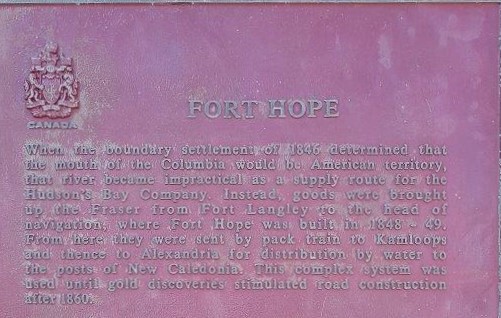 CANADA
FORT HOPE
When the boundary settlement of 1846 determined that
the mouth of the Columbia would be American territory,
that river became impractical as a supply route for the
Hudson's Bay Company. Instead, goods were brought
up the Fraser from Fort Langley to the head of
navigation, where Fort Hope was built in 1848 - 49.
From here they were sent by pack train to Kamloops
and thence to Alexandria for distribution by water to
the posts of New Caledonia. This complex system was
used until gold discoveries stimulated road construction
after 1860.